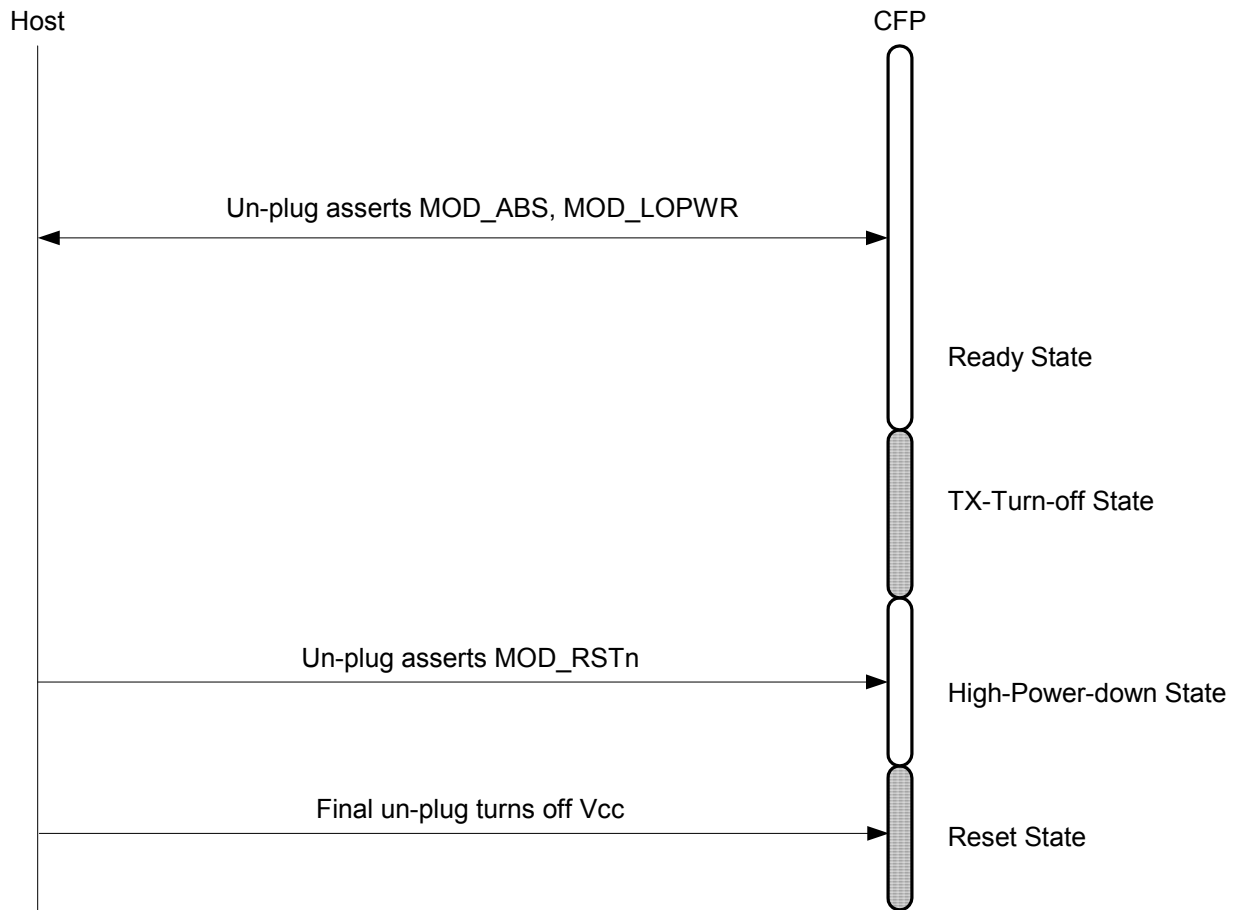 Host
CFP
Un-plug asserts MOD_ABS, MOD_LOPWR
Ready State
TX-Turn-off State
Un-plug asserts MOD_RSTn
High-Power-down State
Final un-plug turns off Vcc
Reset State